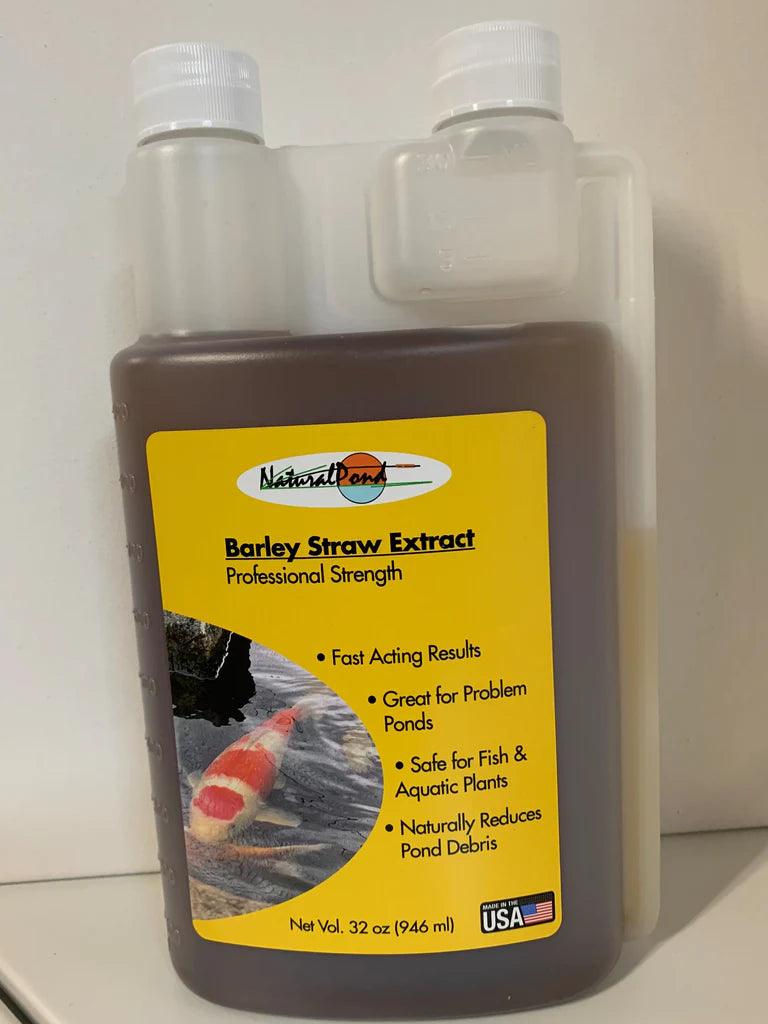 NaturalPond
Barley Straw Extract
Professional Strength
• Fast Acting Results
• Great for Problem
Ponds
• Safe for Fish &
Aquatic Plants
• Naturally Reduces
Pond Debris
Net Vol. 32 oz (946 ml)
MADE IN THE
USA